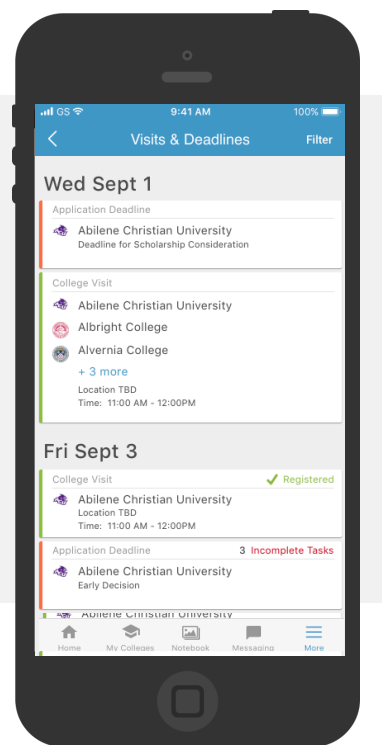 GS 9:41 AM 100%
Visits & Deadlines Filter
Wed Sept 1
Application Deadline
Abilene Christian University
Deadline for Scholarship Consideration
College Visit
Abilene Christian University
Albright College
Alvernia College
+ 3 more
Location TBD
Time: 11:00 AM - 12:00PM
Fri Sept 3
College Visit Registered
Abilene Christian University
Location TBD
Time: 11:00 AM - 12:00PM
Application Deadline 3 Incomplete Tasks
Abilene Christian University
Early Decision
Abilene Christian University
Home My Colleges Notebook Messaging More